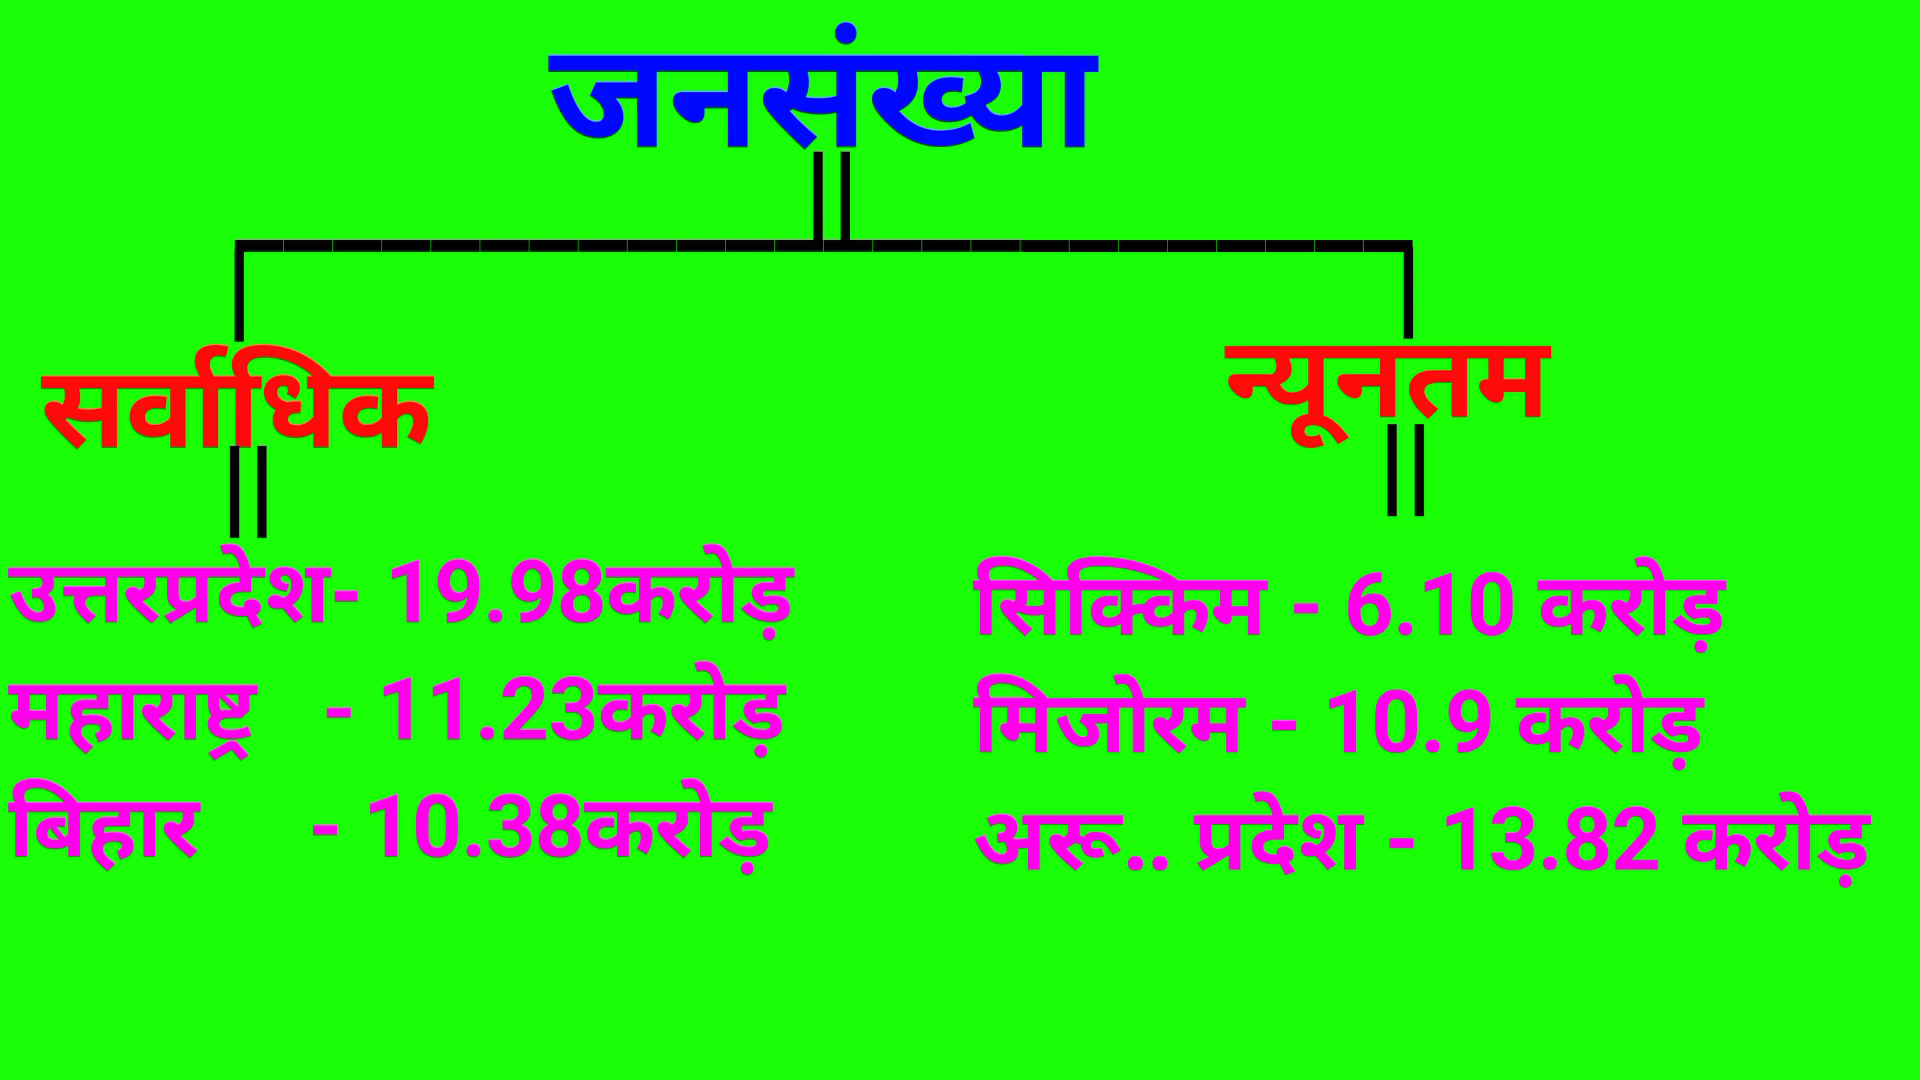 जनसंख्या
सर्वाधिक
न्यूनतम
उत्तरप्रदेश- 19.98करोड़
महाराष्ट्र - 11.23करोड़
बिहार - 10.38करोड़
सिक्किम - 6.10 करोड़
मिजोरम - 10.9 करोड़
अरू.. प्रदेश - 13.82 करोड़